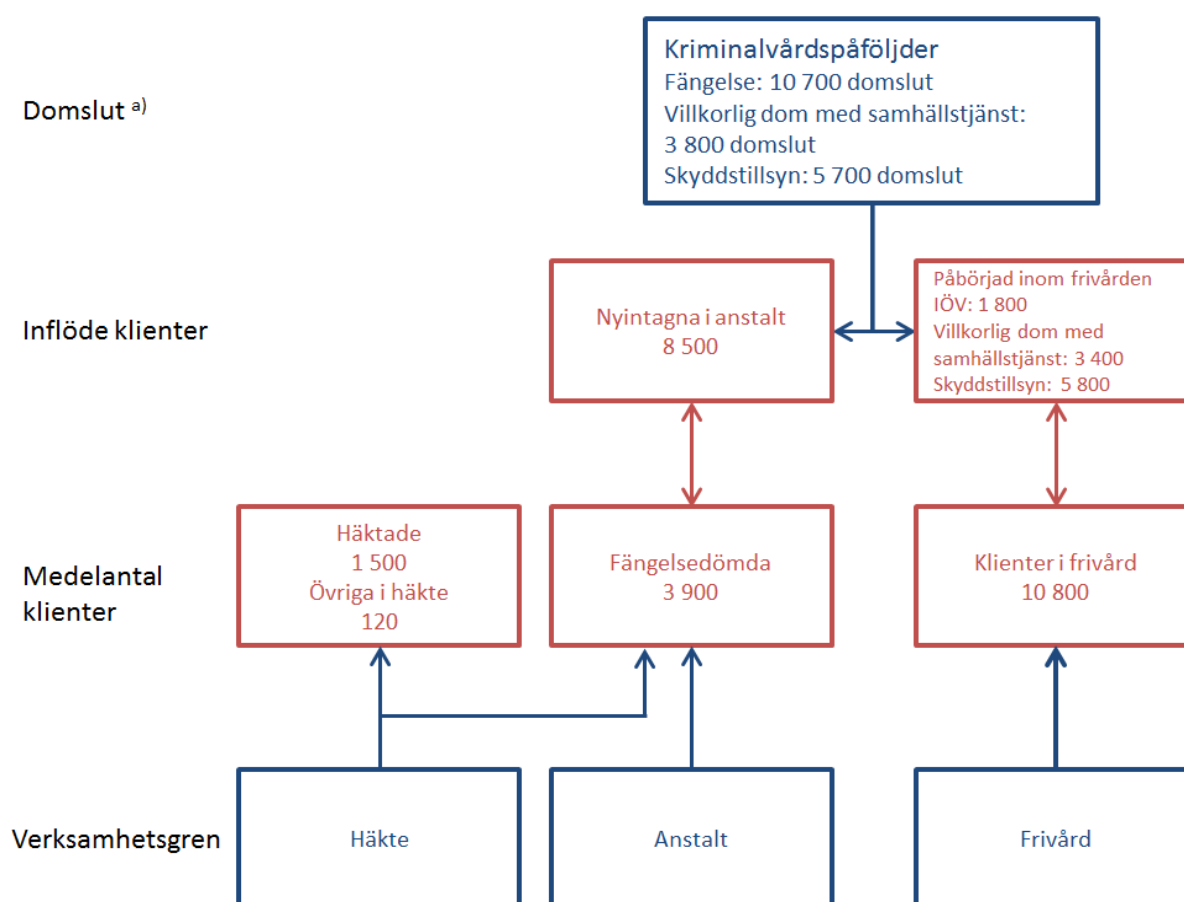 Kriminalvårdspåföljder
Fängelse: 10 700 domslut
Villkorlig dom med samhällstjänst:
3 800 domslut
Skyddstillsyn: 5 700 domslut
Domslut a)
Inflöde klienter
Nyintagna i anstalt
8 500
Påbörjad inom frivården
IÖV: 1 800
Villkorlig dom med
samhällstjänst: 3 400
Skyddstillsyn: 5 800
Medelantal
klienter
Häktade
1 500
Övriga i häkte
120
Fängelsedömda
3 900
Klienter i frivård
10 800
Verksamhetsgren
Häkte
Anstalt
Frivård